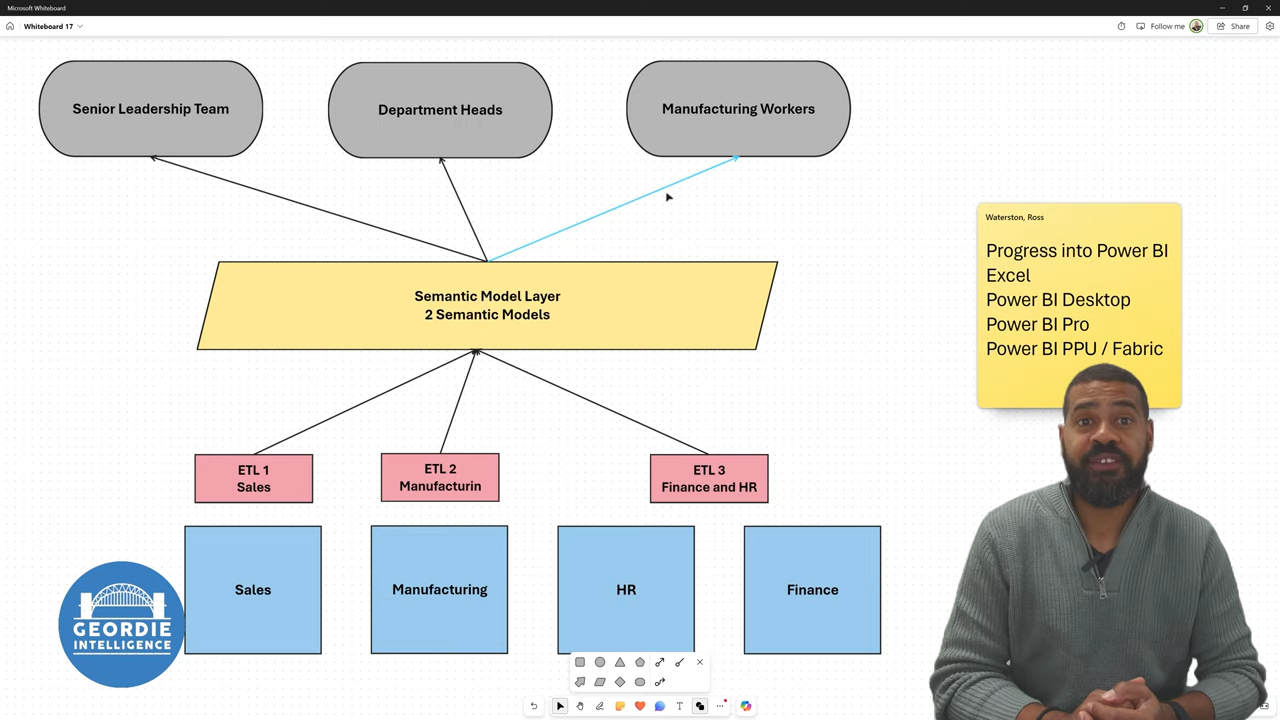 Microsoft Whiteboard
Whiteboard 17
Follow me
Share
Senior Leadership Team
Department Heads
Manufacturing Workers
Waterston, Ross
Progress into Power BI
Excel
Power BI Desktop
Power BI Pro
Power BI PPU / Fabric
Semantic Model Layer
2 Semantic Models
ETL 1
Sales
ETL 2
Manufacturin
ETL 3
Finance and HR
Sales
Manufacturing
HR
Finance
GEORDIE
INTELLIGENCE